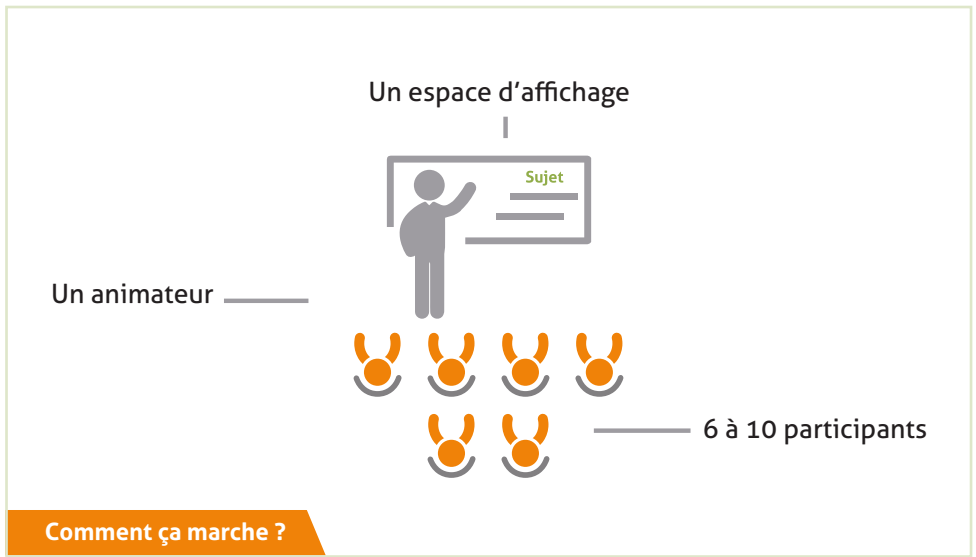 Un espace d’affichage
Sujet
Un animateur
6 à 10 participants
Comment ça marche ?